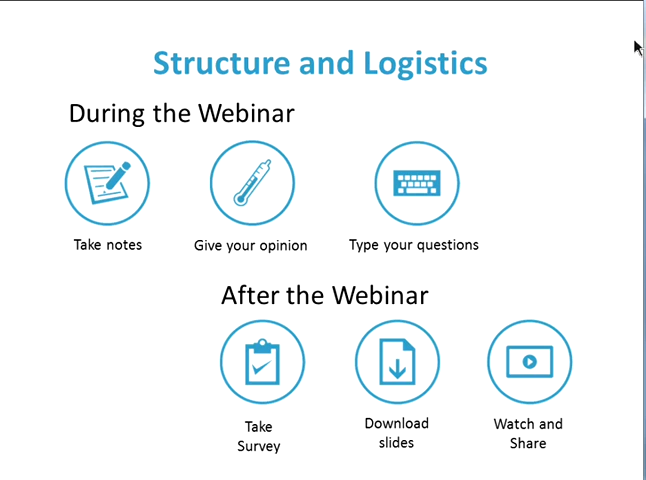 Structure and Logistics
During the Webinar
Take notes
Give your opinion
Type your questions
After the Webinar
Take
Survey
Download
slides
Watch and
Share